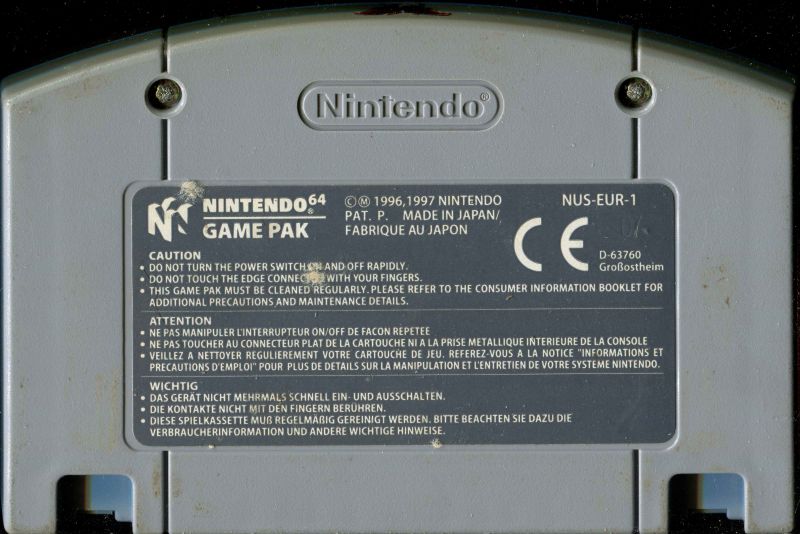 Nintendo®
NINTENDO⁶⁴®
GAME PAK
©Ⓜ 1996,1997 NINTENDO
PAT. P. MADE IN JAPAN/
FABRIQUE AU JAPON
NUS-EUR-1
CE
D-63760
Großostheim
CAUTION
• DO NOT TURN THE POWER SWITCH ON AND OFF RAPIDLY.
• DO NOT TOUCH THE EDGE CONNECTOR WITH YOUR FINGERS.
• THIS GAME PAK MUST BE CLEANED REGULARLY. PLEASE REFER TO THE CONSUMER INFORMATION BOOKLET FOR
ADDITIONAL PRECAUTIONS AND MAINTENANCE DETAILS.
ATTENTION
• NE PAS MANIPULER L'INTERRUPTEUR ON/OFF DE FACON REPETEE
• NE PAS TOUCHER AU CONNECTEUR PLAT DE LA CARTOUCHE NI A LA PRISE METALLIQUE INTERIEURE DE LA CONSOLE
• VEILLEZ A NETTOYER REGULIEREMENT VOTRE CARTOUCHE DE JEU. REFEREZ-VOUS A LA NOTICE "INFORMATIONS ET
PRECAUTIONS D'EMPLOI" POUR PLUS DE DETAILS SUR LA MANIPULATION ET L'ENTRETIEN DE VOTRE SYSTEME NINTENDO.
WICHTIG
• DAS GERÄT NICHT MEHRMALS SCHNELL EIN- UND AUSSCHALTEN.
• DIE KONTAKTE NICHT MIT DEN FINGERN BERÜHREN.
• DIESE SPIELKASSETTE MUß REGELMÄßIG GEREINIGT WERDEN. BITTE BEACHTEN SIE DAZU DIE
VERBRAUCHERINFORMATION UND ANDERE WICHTIGE HINWEISE.